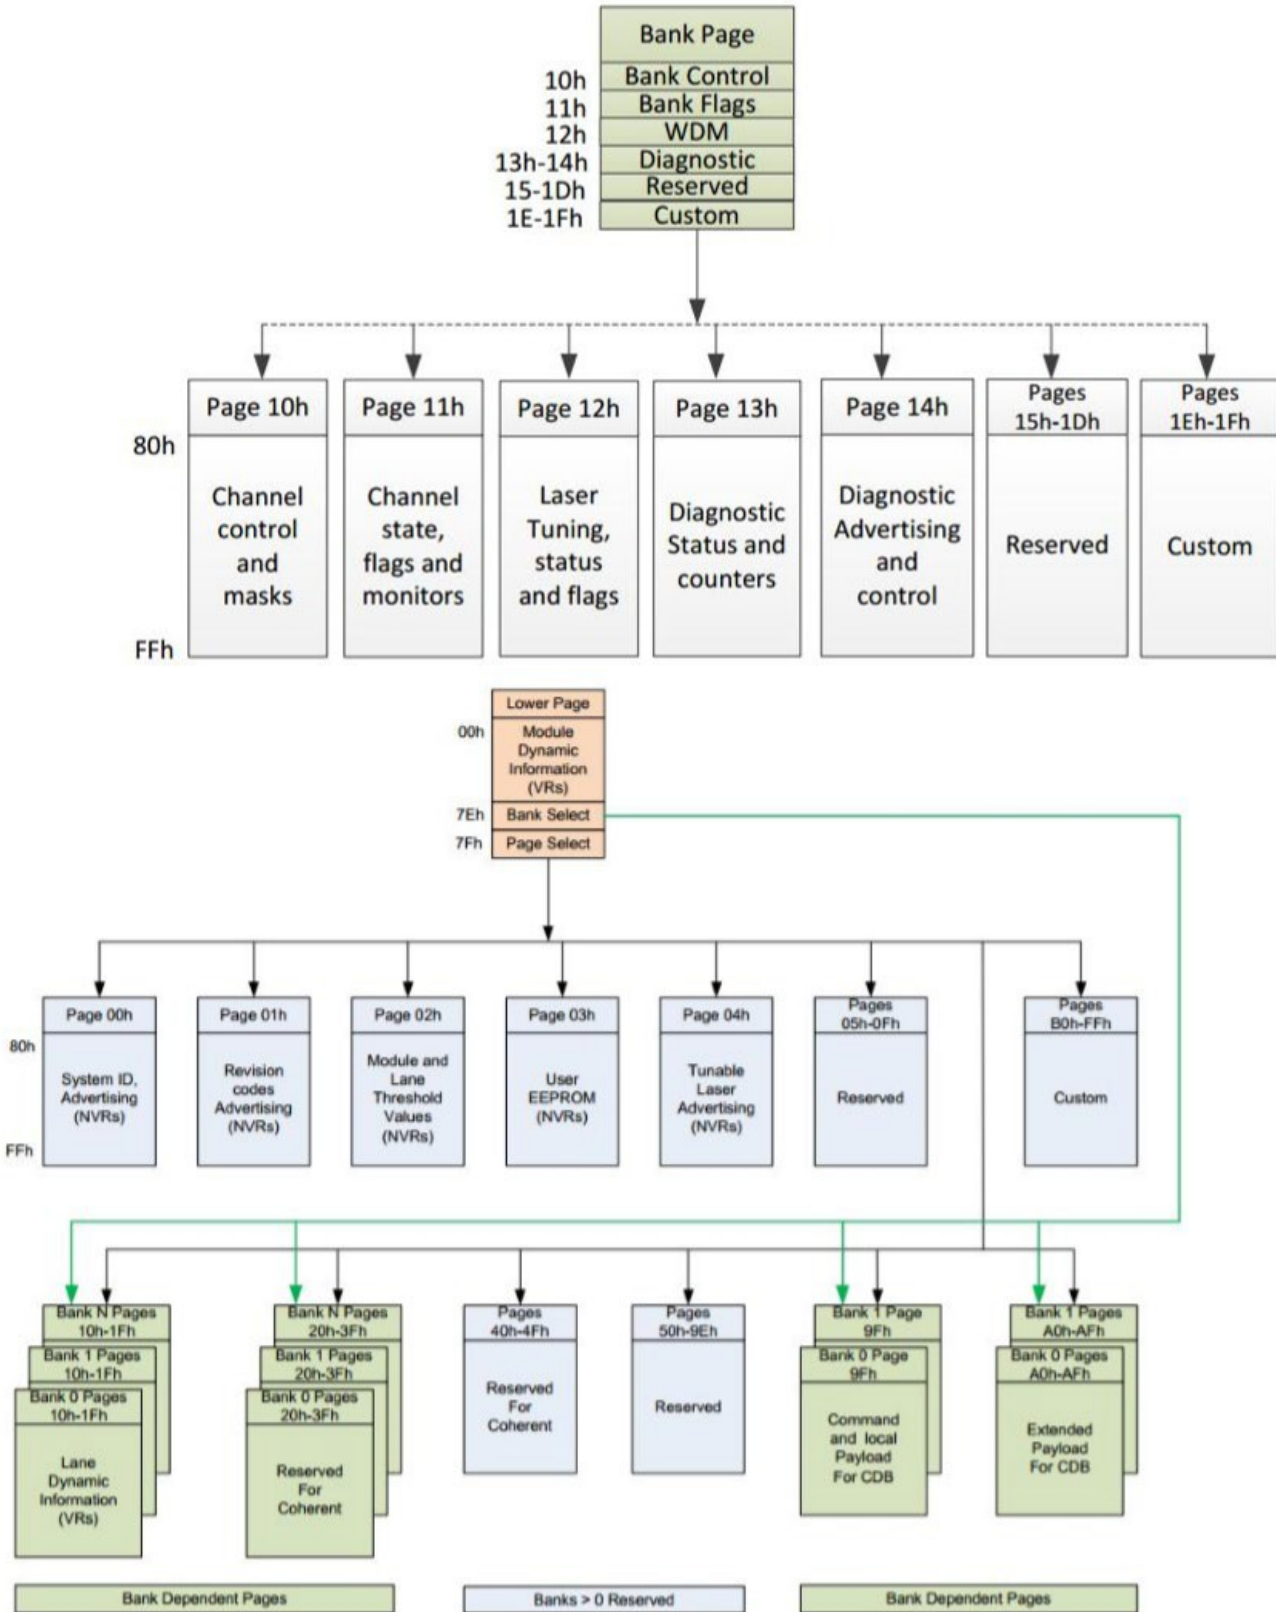 Bank Page
10h Bank Control
11h Bank Flags
12h WDM
13h-14h Diagnostic
15-1Dh Reserved
1E-1Fh Custom
Page 10h
Page 11h
Page 12h
Page 13h
Page 14h
Pages
15h-1Dh
Pages
1Eh-1Fh
80h
Channel
control
and
masks
Channel
state,
flags and
monitors
Laser
Tuning,
status
and flags
Diagnostic
Status and
counters
Diagnostic
Advertising
and
control
Reserved
Custom
FFh
Lower Page
00h
Module
Dynamic
Information
(VRs)
7Eh Bank Select
7Fh Page Select
Page 00h
Page 01h
Page 02h
Page 03h
Page 04h
Pages
05h-0Fh
Pages
B0h-FFh
80h
System ID,
Advertising
(NVRs)
Revision
codes
Advertising
(NVRs)
Module and
Lane
Threshold
Values
(NVRs)
User
EEPROM
(NVRs)
Tunable
Laser
Advertising
(NVRs)
Reserved
Custom
FFh
Bank N Pages
10h-1Fh
Bank 1 Pages
10h-1Fh
Bank 0 Pages
10h-1Fh
Lane
Dynamic
Information
(VRs)
Bank N Pages
20h-3Fh
Bank 1 Pages
20h-3Fh
Bank 0 Pages
20h-3Fh
Reserved
For
Coherent
Pages
40h-4Fh
Reserved
For
Coherent
Pages
50h-9Eh
Reserved
Bank 1 Page
9Fh
Bank 0 Page
9Fh
Command
and local
Payload
For CDB
Bank 1 Pages
A0h-AFh
Bank 0 Pages
A0h-AFh
Extended
Payload
For CDB
Bank Dependent Pages
Banks > 0 Reserved
Bank Dependent Pages